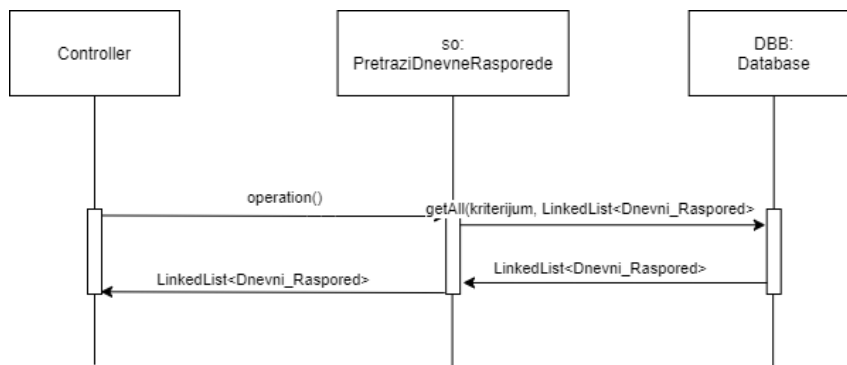 Controller
so:
PretraziDnevneRasporede
DBB:
Database
operation()
getAll(kriterijum, LinkedList<Dnevni_Raspored>
LinkedList<Dnevni_Raspored>
LinkedList<Dnevni_Raspored>